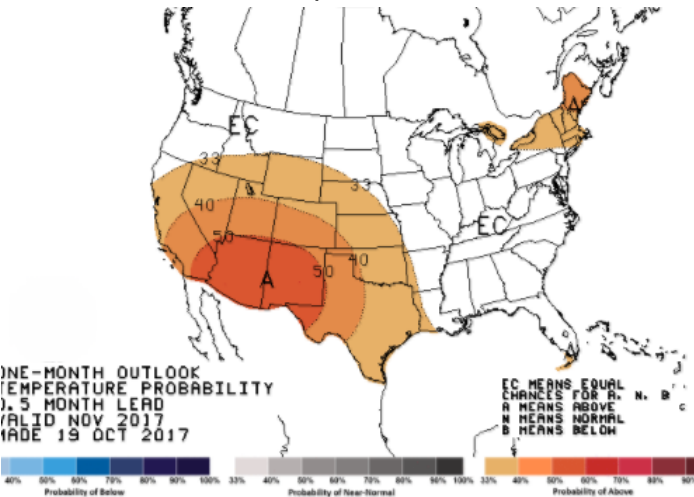 A
EC
33
33
40
EC
50
50
40
A
ONE-MONTH OUTLOOK
TEMPERATURE PROBABILITY
0.5 MONTH LEAD
VALID NOV 2017
MADE 19 OCT 2017
EC MEANS EQUAL
CHANCES FOR A, N, B
A MEANS ABOVE
N MEANS NORMAL
B MEANS BELOW
40% 50% 60% 70% 80% 90% 100%
Probability of Below
33% 40% 50% 60% 70% 80% 90% 100%
Probability of Near-Normal
33% 40% 50% 60% 70% 80% 90%
Probability of Above